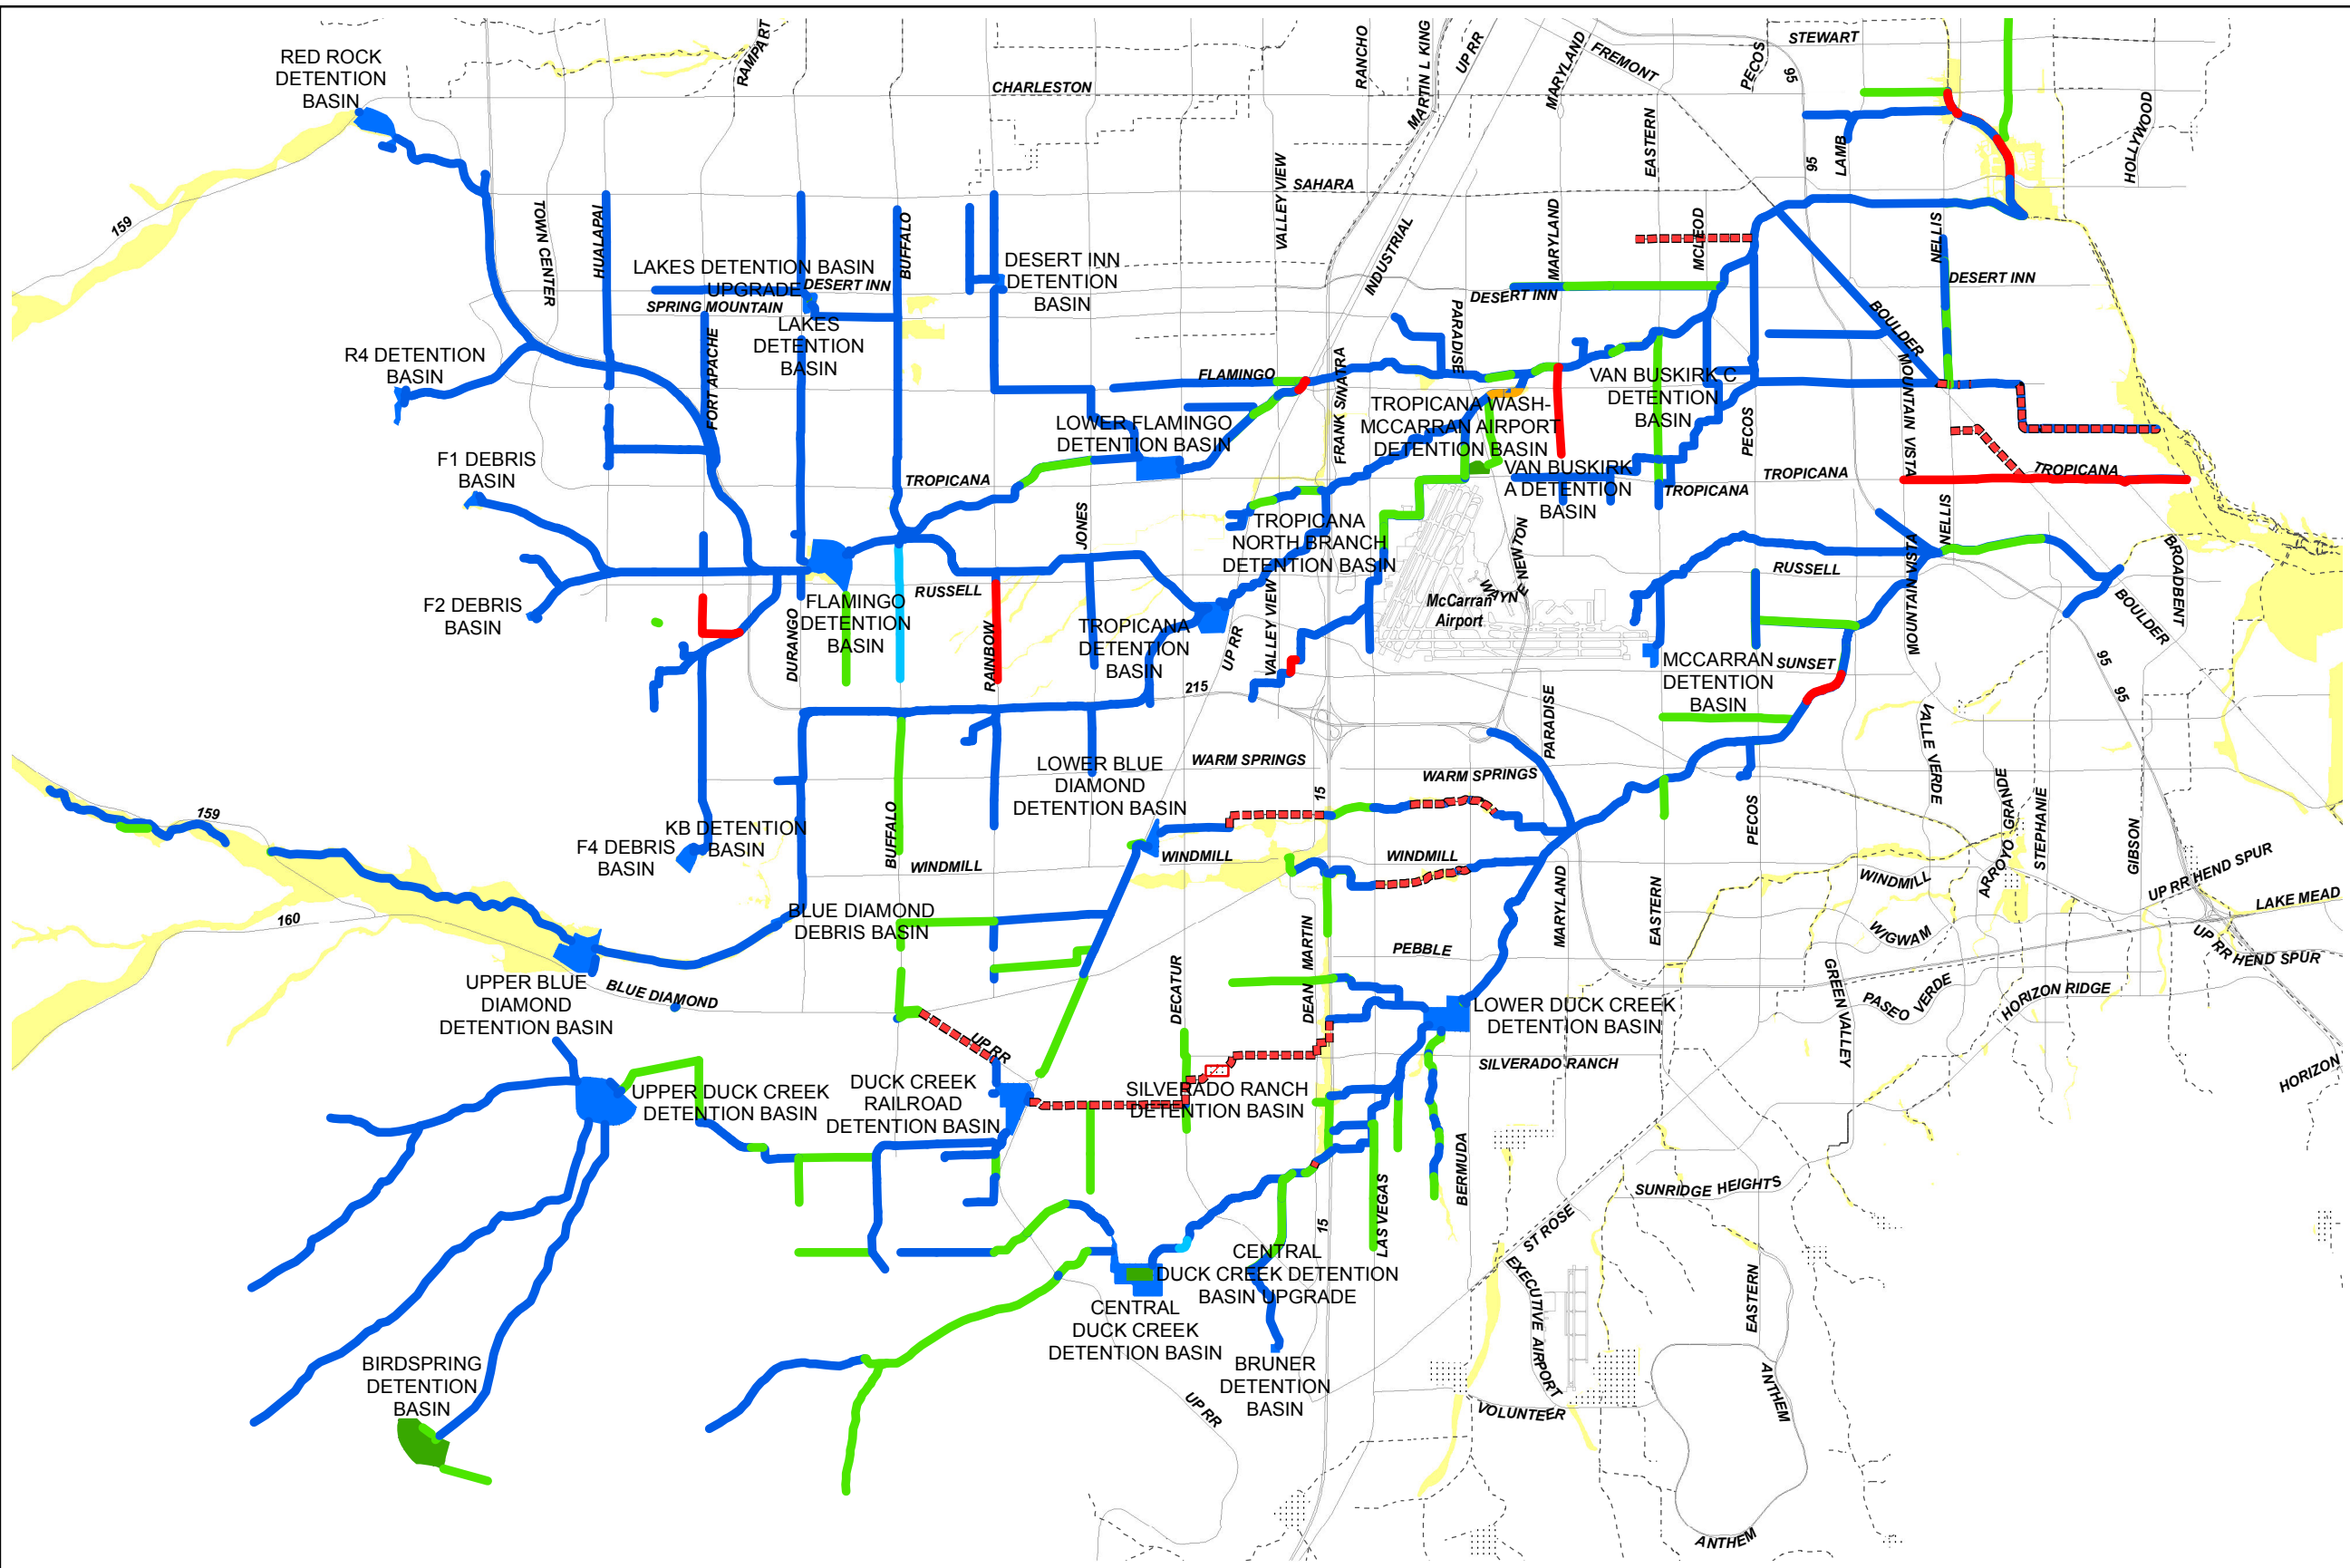 STEWART
RED ROCK
DETENTION
BASIN
RAMPART
RANCHO
MARTIN L KING
UP RR
MARYLAND
FREMONT
PECOS
95
CHARLESTON
EASTERN
95
LAMB
HOLLYWOOD
VALLEY VIEW
SAHARA
159
TOWN CENTER
HUALAPAI
BUFFALO
INDUSTRIAL
MARYLAND
MCLEOD
NELLIS
LAKES DETENTION BASIN
UPGRADE
DESERT INN
SPRING MOUNTAIN
DESERT INN
DETENTION
BASIN
DESERT INN
DESERT INN
LAKES
DETENTION
BASIN
FORT APACHE
R4 DETENTION
BASIN
FRANK SINATRA
PARADISE
BOULDER
MOUNTAIN VISTA
FLAMINGO
VAN BUSKIRK C
DETENTION
BASIN
TROPICANA WASH-
MCCARRAN AIRPORT
DETENTION BASIN
LOWER FLAMINGO
DETENTION BASIN
PECOS
F1 DEBRIS
BASIN
TROPICANA
VAN BUSKIRK
A DETENTION
BASIN
TROPICANA
TROPICANA
TROPICANA
JONES
TROPICANA
NORTH BRANCH
DETENTION BASIN
WAYNE NEWTON
NELLIS
MOUNTAIN VISTA
RUSSELL
BROADBENT
BOULDER
F2 DEBRIS
BASIN
RUSSELL
FLAMINGO
DETENTION
BASIN
DURANGO
RAINBOW
TROPICANA
DETENTION
BASIN
UP RR
VALLEY VIEW
McCarran
Airport
215
MCCARRAN
DETENTION
BASIN
SUNSET
95
95
PARADISE
VALLE VERDE
WARM SPRINGS
WARM SPRINGS
LOWER BLUE
DIAMOND
DETENTION BASIN
15
ARROYO GRANDE
STEPHANIE
GIBSON
159
F4 DEBRIS
BASIN
KB DETENTION
BASIN
BUFFALO
WINDMILL
WINDMILL
WINDMILL
PECOS
WINDMILL
UP RR HEND SPUR
LAKE MEAD
160
BLUE DIAMOND
DEBRIS BASIN
DEAN MARTIN
PEBBLE
MARYLAND
EASTERN
WIGWAM
UP RR HEND SPUR
UPPER BLUE
DIAMOND
DETENTION BASIN
BLUE DIAMOND
DECATUR
LOWER DUCK CREEK
DETENTION BASIN
GREEN VALLEY
PASEO VERDE
HORIZON RIDGE
HORIZON
UP RR
SILVERADO RANCH
UPPER DUCK CREEK
DETENTION BASIN
DUCK CREEK
RAILROAD
DETENTION BASIN
SILVERADO RANCH
DETENTION BASIN
BERMUDA
LAS VEGAS
15
SUNRIDGE HEIGHTS
ST ROSE
EXECUTIVE AIRPORT
EASTERN
CENTRAL
DUCK CREEK DETENTION
BASIN UPGRADE
CENTRAL
DUCK CREEK
DETENTION BASIN
BRUNER
DETENTION
BASIN
BIRDSPRING
DETENTION
BASIN
UP RR
VOLUNTEER
ANTHEM
ANTHEM